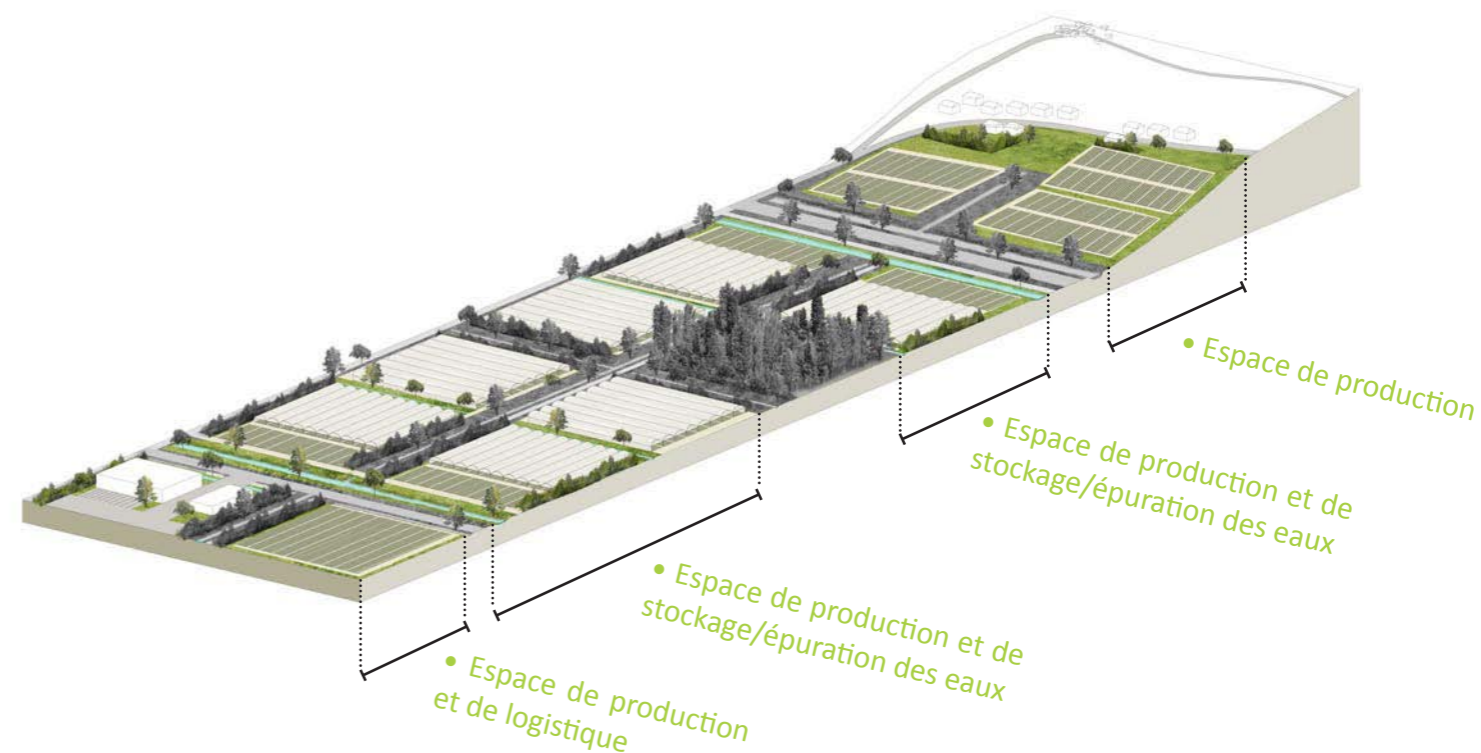 • Espace de production
• Espace de production et de
stockage/épuration des eaux
• Espace de production et de
stockage/épuration des eaux
• Espace de production
et de logistique